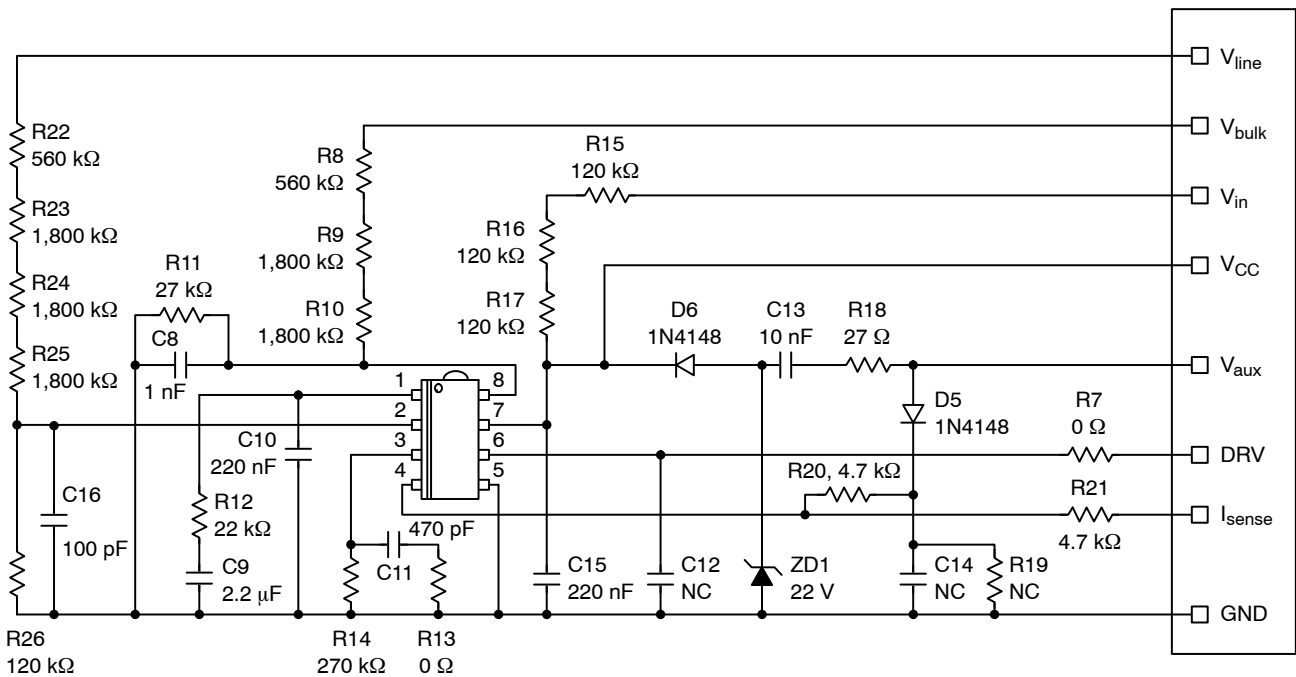 V_line
R22
560 kΩ
R8
560 kΩ
R15
120 kΩ
V_bulk
V_in
R23
1,800 kΩ
R9
1,800 kΩ
R16
120 kΩ
R11
27 kΩ
R24
1,800 kΩ
R10
1,800 kΩ
R17
120 kΩ
V_CC
D6
1N4148
C13
10 nF
R18
27 Ω
C8
1 nF
R25
1,800 kΩ
V_aux
1
2
3
4
8
7
6
5
D5
1N4148
R7
0 Ω
C10
220 nF
DRV
R20, 4.7 kΩ
C16
100 pF
R12
22 kΩ
470 pF
C11
R21
4.7 kΩ
I_sense
C9
2.2 μF
C15
220 nF
C12
NC
ZD1
22 V
C14
NC
R19
NC
GND
R26
120 kΩ
R14
270 kΩ
R13
0 Ω